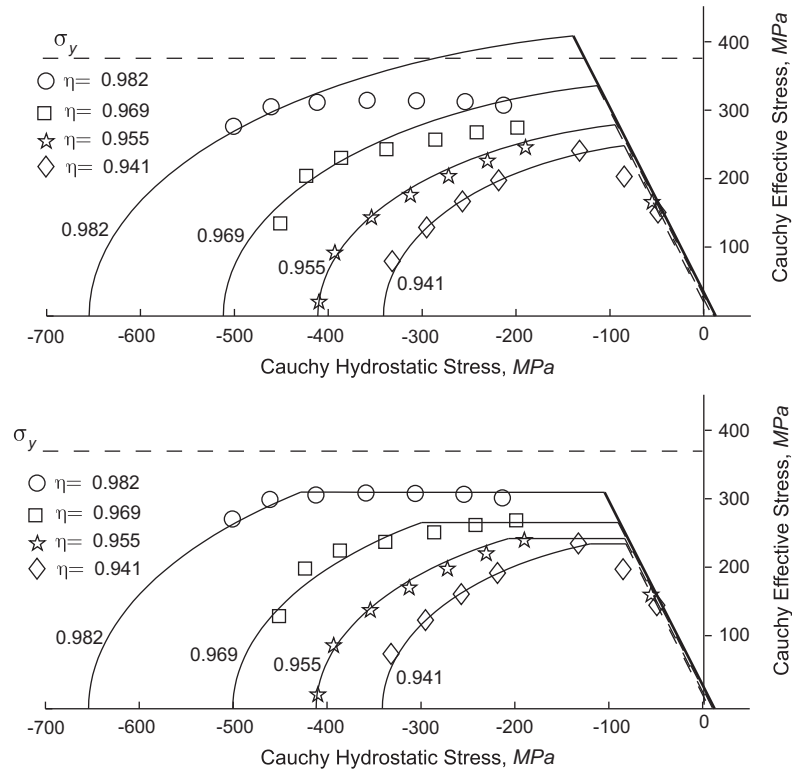 σy
η= 0.982
η= 0.969
η= 0.955
η= 0.941
0.982
0.969
0.955
0.941
400
300
200
100
Cauchy Effective Stress, MPa
-700 -600 -500 -400 -300 -200 -100 0
Cauchy Hydrostatic Stress, MPa
σy
η= 0.982
η= 0.969
η= 0.955
η= 0.941
0.982
0.969
0.955
0.941
400
300
200
100
Cauchy Effective Stress, MPa
-700 -600 -500 -400 -300 -200 -100 0
Cauchy Hydrostatic Stress, MPa